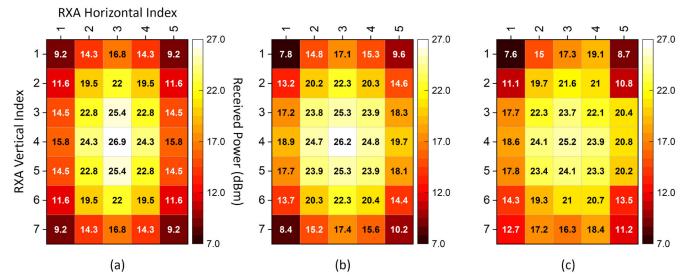 RXA Horizontal Index
1 2 3 4 5
27.0
1 9.2 14.3 16.8 14.3 9.2
2 11.6 19.5 22 19.5 11.6
22.0
3 14.5 22.8 25.4 22.8 14.5
4 15.8 24.3 26.9 24.3 15.8
17.0
5 14.5 22.8 25.4 22.8 14.5
12.0
6 11.6 19.5 22 19.5 11.6
7 9.2 14.3 16.8 14.3 9.2
7.0
RXA Vertical Index
Received Power (dBm)
(a)
1 2 3 4 5
27.0
1 7.8 14.8 17.1 15.3 9.6
2 13.2 20.2 22.3 20.3 14.6
22.0
3 17.2 23.8 25.3 23.9 18.3
4 18.9 24.7 26.2 24.8 19.7
17.0
5 17.7 23.9 25.3 23.9 18.1
12.0
6 13.7 20.3 22.3 20.4 14.4
7 8.4 15.2 17.4 15.6 10.2
7.0
(b)
1 2 3 4 5
27.0
1 7.6 15 17.3 19.1 8.7
2 11.1 19.7 21.6 21 10.8
22.0
3 17.8 22.3 23.7 22.1 20.4
4 18.6 24.1 25.2 23.9 20.8
17.0
5 17.8 23.4 24.1 23.3 20.2
12.0
6 14.3 19.3 21 20.7 13.5
7 12.7 17.2 16.3 18.4 11.2
7.0
(c)